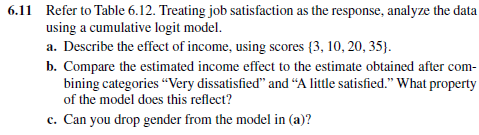 6.11 Refer to Table 6.12. Treating job satisfaction as the response, analyze the data
using a cumulative logit model.
a. Describe the effect of income, using scores {3, 10, 20, 35}.
b. Compare the estimated income effect to the estimate obtained after com-
bining categories “Very dissatisfied” and “A little satisfied.” What property
of the model does this reflect?
c. Can you drop gender from the model in (a)?